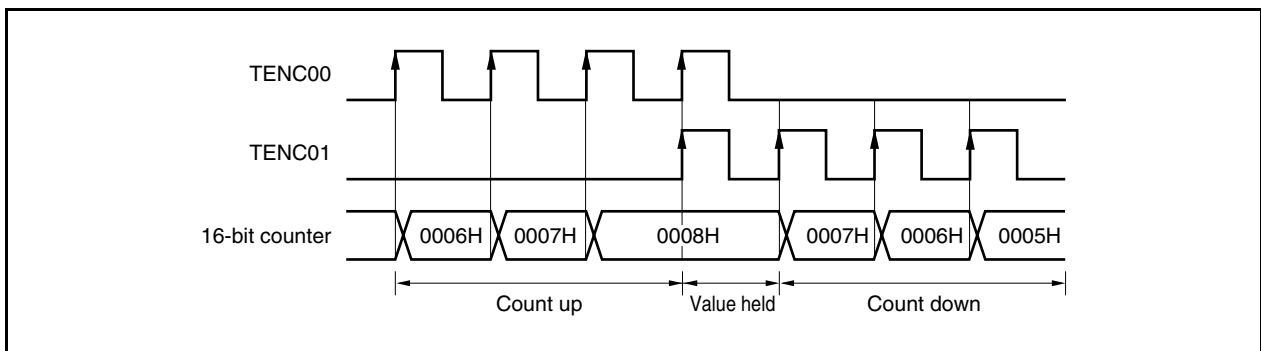 TENC00
TENC01
16-bit counter 0006H 0007H 0008H 0007H 0006H 0005H
Count up Value held Count down